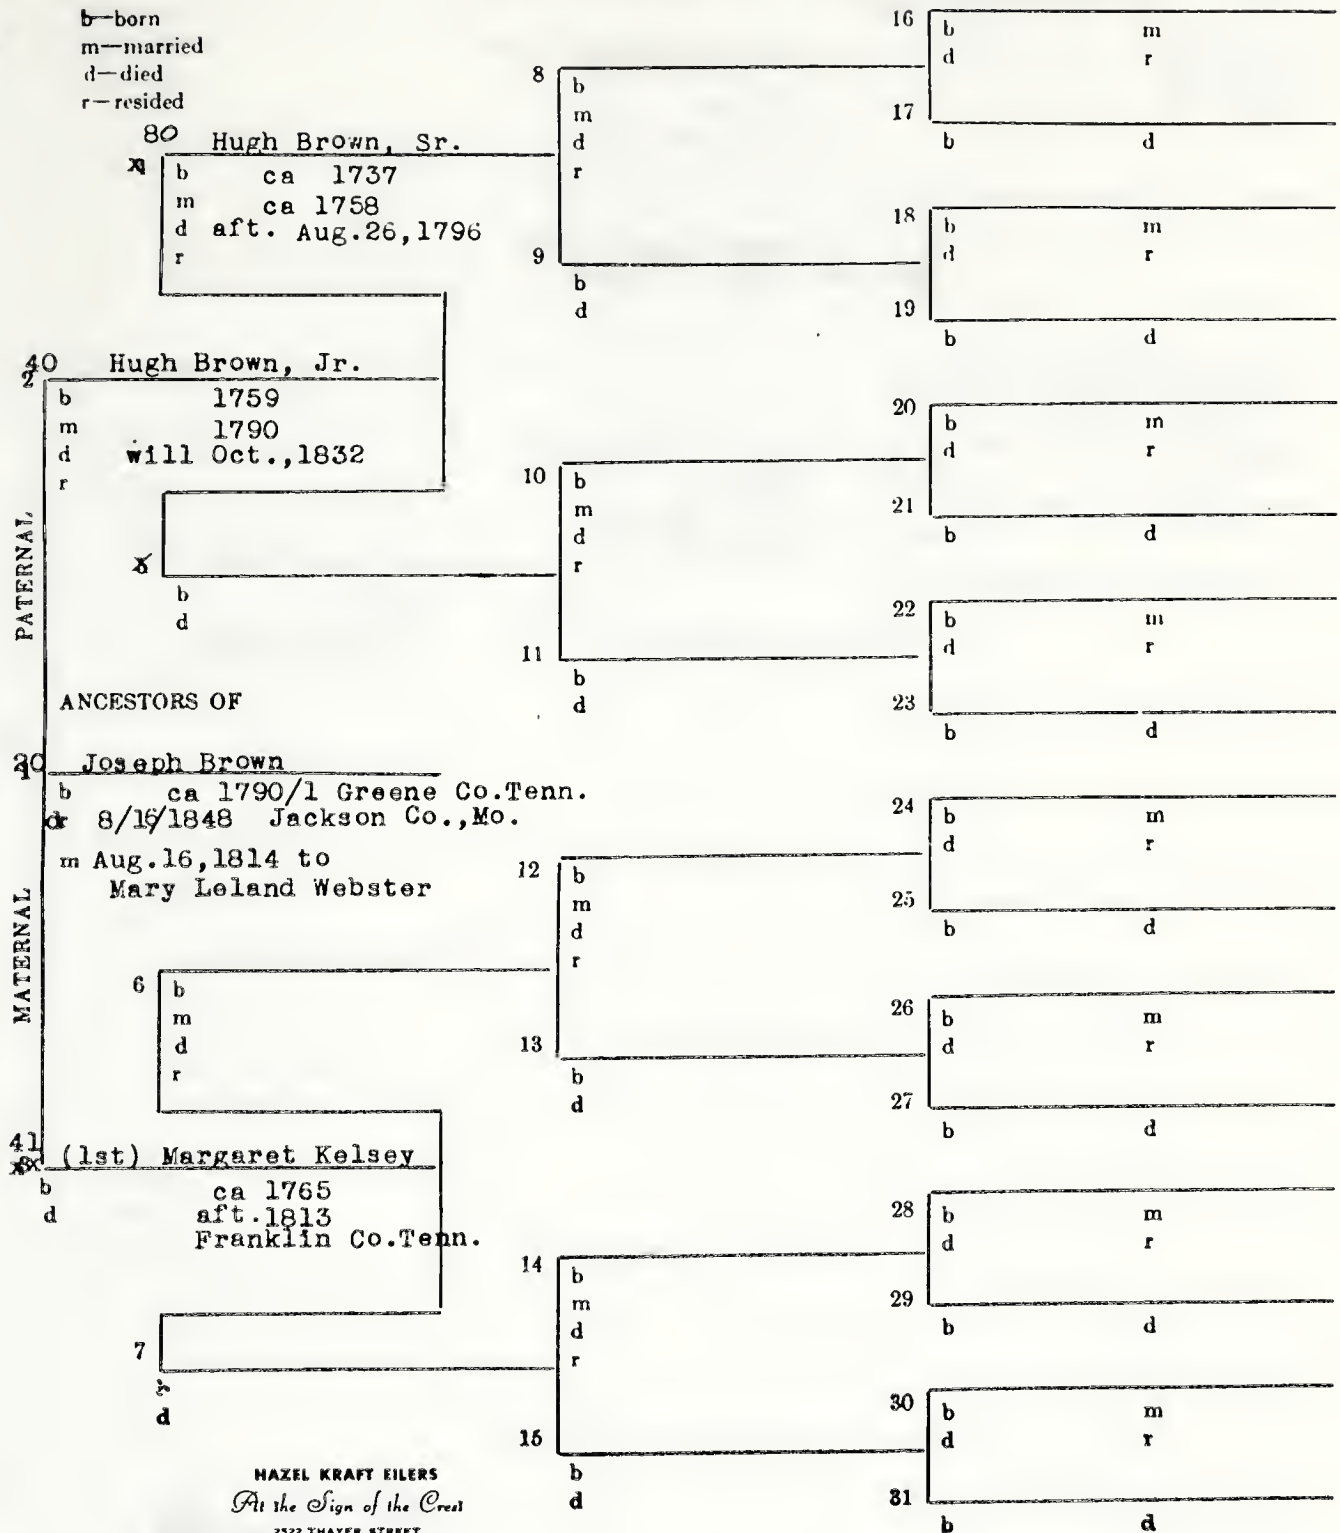 b—born
m—married
d—died
r—resided
80
Hugh Brown, Sr.
b ca 1737
m ca 1758
d aft. Aug.26,1796
r
40
2
Hugh Brown, Jr.
b 1759
m 1790
d will Oct.,1832
r
b
d
PATERNAL
ANCESTORS OF
20
Joseph Brown
b ca 1790/1 Greene Co.Tenn.
8/16/1848 Jackson Co.,Mo.
m Aug.16,1814 to
Mary Leland Webster
MATERNAL
6
b
m
d
r
41
(1st) Margaret Kelsey
b ca 1765
d aft.1813
Franklin Co.Tenn.
7
d
8
b
m
d
r
9
b
d
10
b
m
d
r
11
b
d
12
b
m
d
r
13
b
d
14
b
m
d
r
15
b
d
16
b m
d r
17
b d
18
b m
d r
19
b d
20
b m
d r
21
b d
22
b m
d r
23
b d
24
b m
d r
25
b d
26
b m
d r
27
b d
28
b m
d r
29
b d
30
b m
d r
31
b d
HAZEL KRAFT EILERS
At the Sign of the Crest
2522 THAYER STREET